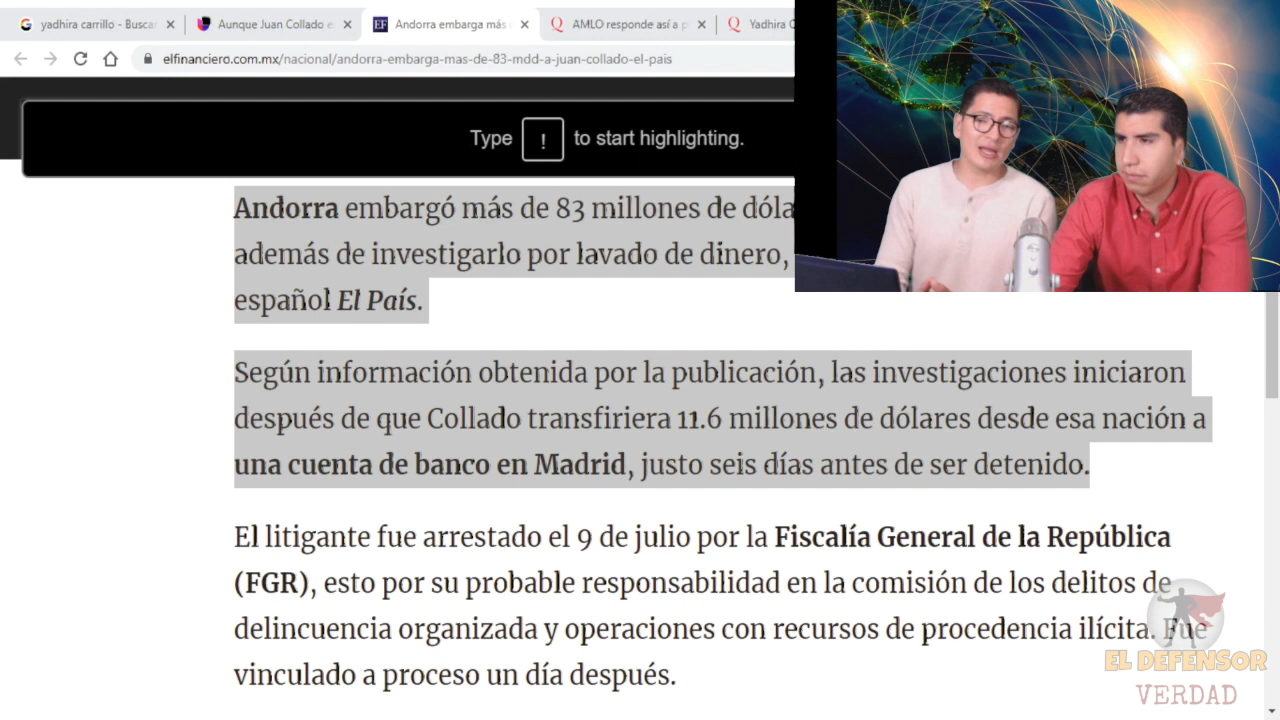 yadhira carrillo - Busca
Aunque Juan Collado e
Andorra embarga más
AMLO responde así a p
Yadhira
elfinanciero.com.mx/nacional/andorra-embarga-mas-de-83-mdd-a-juan-collado-el-pais
Type ! to start highlighting.
Andorra embargó más de 83 millones de dóla
además de investigarlo por lavado de dinero,
español El País.
Según información obtenida por la publicación, las investigaciones iniciaron
después de que Collado transfiriera 11.6 millones de dólares desde esa nación a
una cuenta de banco en Madrid, justo seis días antes de ser detenido.
El litigante fue arrestado el 9 de julio por la Fiscalía General de la República
(FGR), esto por su probable responsabilidad en la comisión de los delitos de
delincuencia organizada y operaciones con recursos de procedencia ilícita. Fue
vinculado a proceso un día después.
EL DEFENSOR
VERDAD